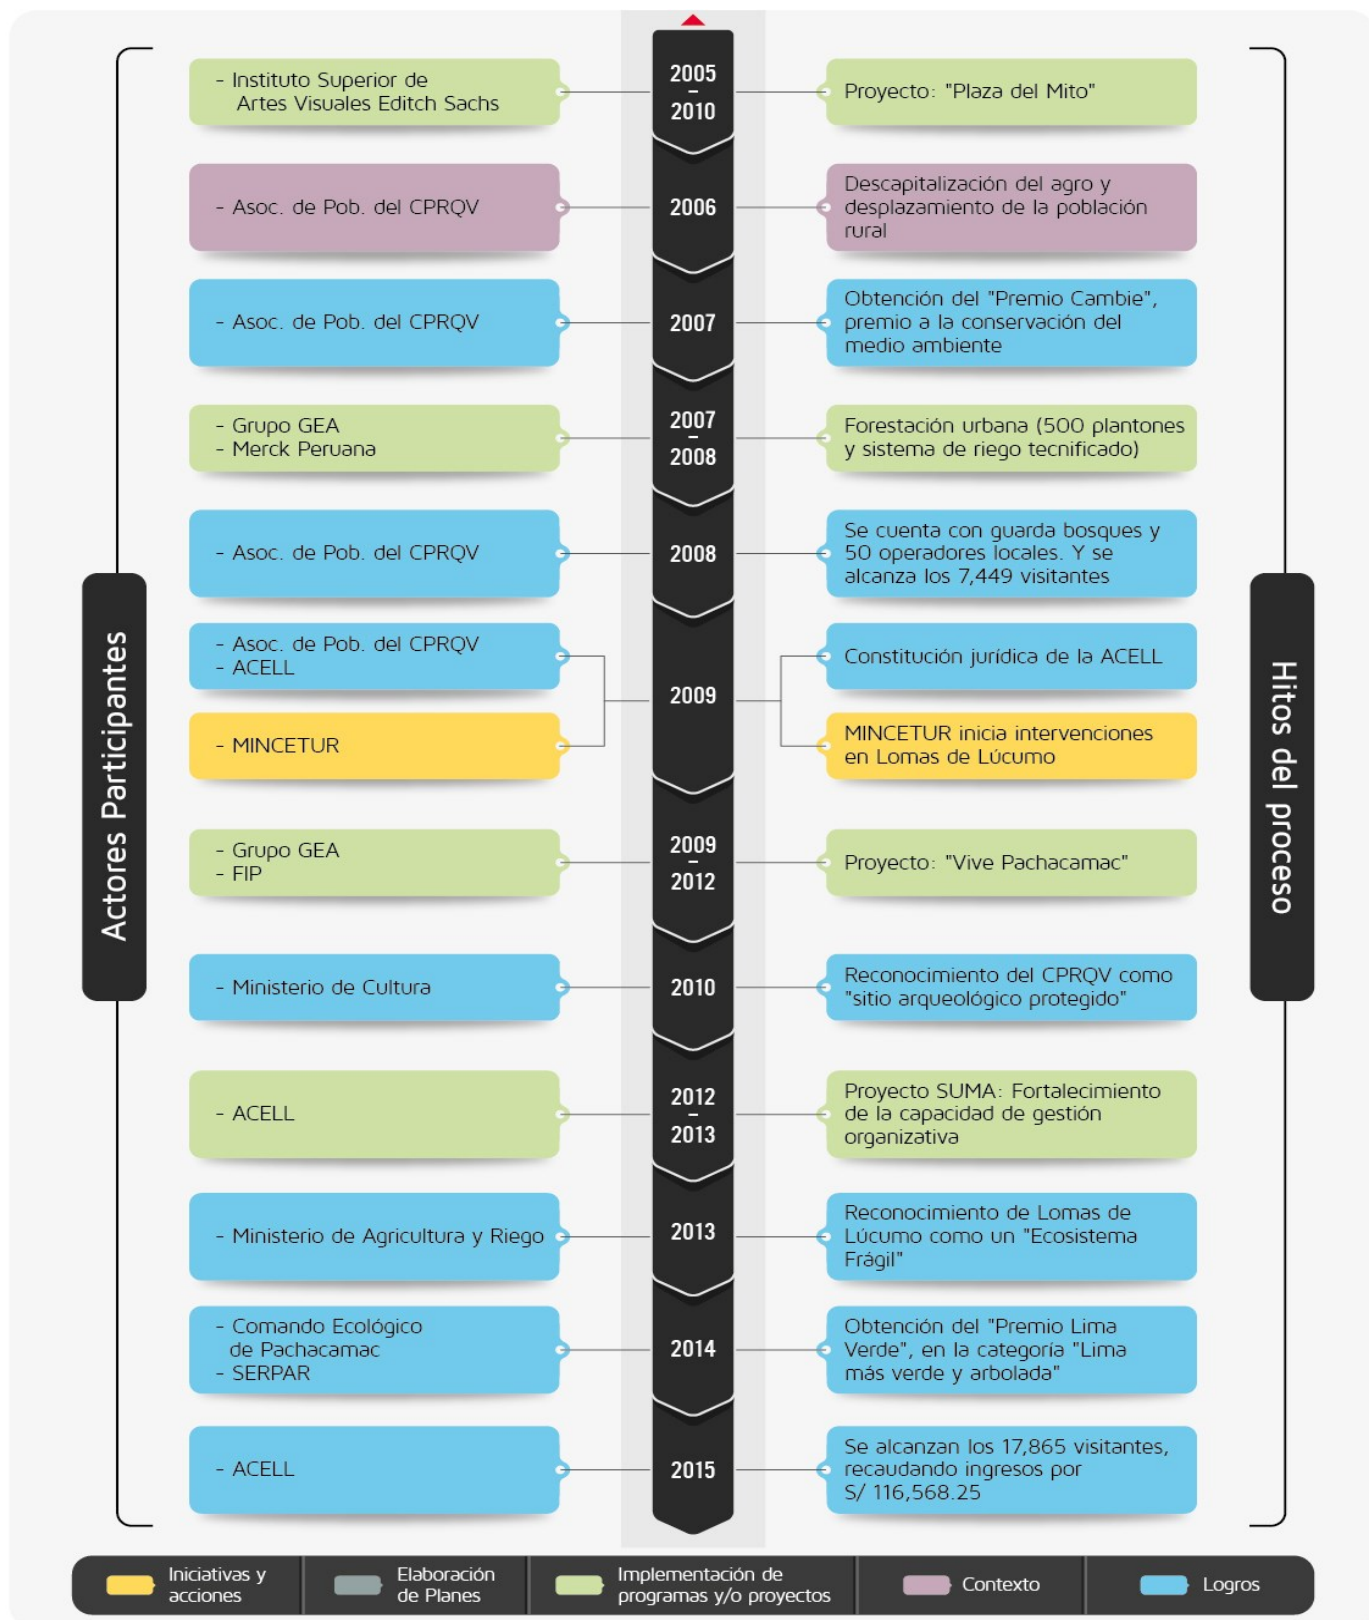 Actores Participantes
Hitos del proceso
- Instituto Superior de
Artes Visuales Editch Sachs
2005
–
2010
Proyecto: "Plaza del Mito"
- Asoc. de Pob. del CPRQV
2006
Descapitalización del agro y
desplazamiento de la población
rural
- Asoc. de Pob. del CPRQV
2007
Obtención del "Premio Cambie",
premio a la conservación del
medio ambiente
- Grupo GEA
- Merck Peruana
2007
–
2008
Forestación urbana (500 plantones
y sistema de riego tecnificado)
- Asoc. de Pob. del CPRQV
2008
Se cuenta con guarda bosques y
50 operadores locales. Y se
alcanza los 7,449 visitantes
- Asoc. de Pob. del CPRQV
- ACELL
- MINCETUR
2009
Constitución jurídica de la ACELL
MINCETUR inicia intervenciones
en Lomas de Lúcumo
- Grupo GEA
- FIP
2009
–
2012
Proyecto: "Vive Pachacamac"
- Ministerio de Cultura
2010
Reconocimiento del CPRQV como
"sitio arqueológico protegido"
- ACELL
2012
–
2013
Proyecto SUMA: Fortalecimiento
de la capacidad de gestión
organizativa
- Ministerio de Agricultura y Riego
2013
Reconocimiento de Lomas de
Lúcumo como un "Ecosistema
Frágil"
- Comando Ecológico
de Pachacamac
- SERPAR
2014
Obtención del "Premio Lima
Verde", en la categoría "Lima
más verde y arbolada"
- ACELL
2015
Se alcanzan los 17,865 visitantes,
recaudando ingresos por
S/ 116,568.25
Iniciativas y
acciones
Elaboración
de Planes
Implementación de
programas y/o proyectos
Contexto
Logros